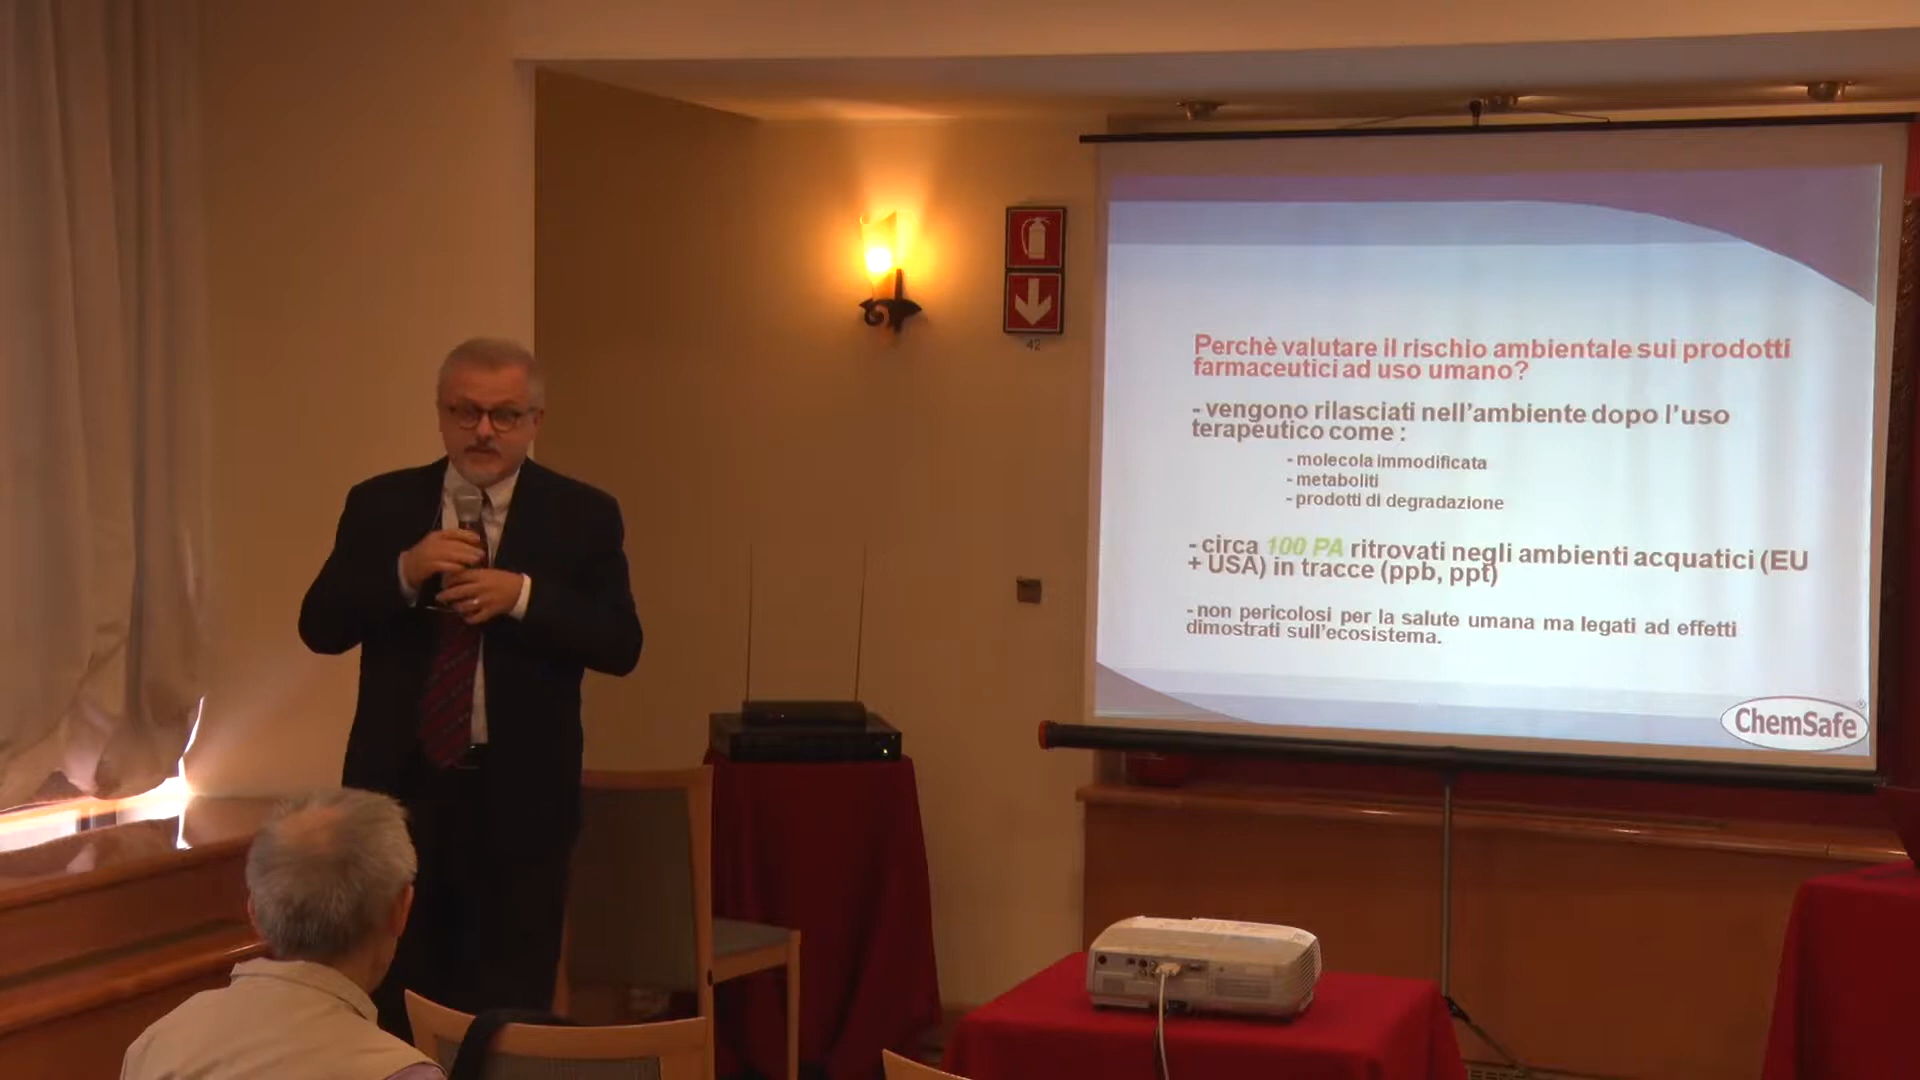 42
Perchè valutare il rischio ambientale sui prodotti
farmaceutici ad uso umano?
- vengono rilasciati nell'ambiente dopo l'uso
terapeutico come :
- molecola immodificata
- metaboliti
- prodotti di degradazione
- circa 100 PA ritrovati negli ambienti acquatici (EU
+ USA) in tracce (ppb, ppt)
- non pericolosi per la salute umana ma legati ad effetti
dimostrati sull'ecosistema.
ChemSafe®